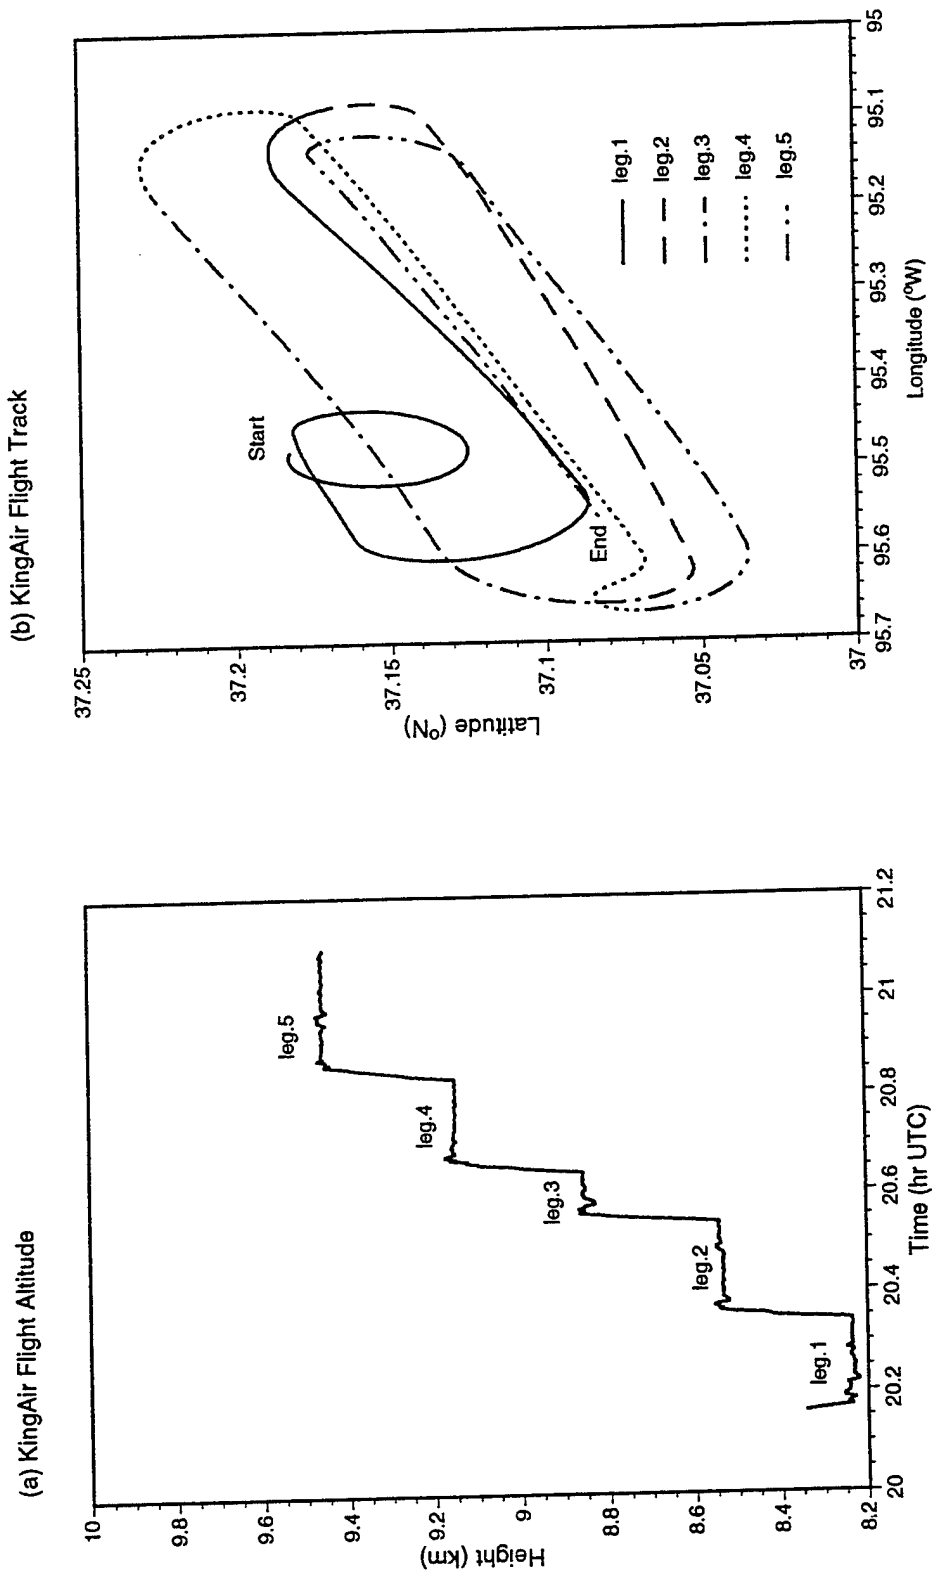 (a) KingAir Flight Altitude
10
9.8
9.6
9.4
9.2
9
8.8
8.6
8.4
8.2
Height (km)
leg.1
leg.2
leg.3
leg.4
leg.5
20
20.2
20.4
20.6
20.8
21
21.2
Time (hr UTC)
(b) KingAir Flight Track
37.25
37.2
37.15
37.1
37.05
37
Latitude (ºN)
Start
End
leg.1
leg.2
leg.3
leg.4
leg.5
95.7
95.6
95.5
95.4
95.3
95.2
95.1
95
Longitude (ºW)